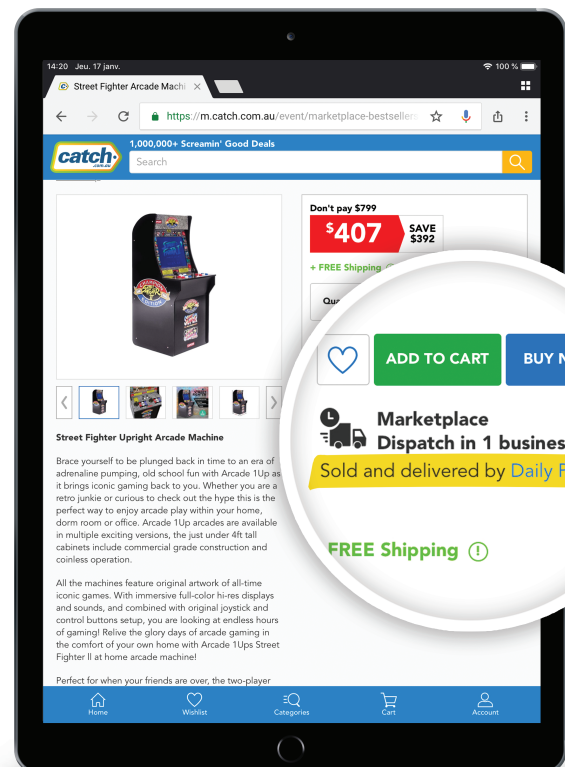 14:20 Jeu. 17 janv.
100 %
Street Fighter Arcade Machi
https://m.catch.com.au/event/marketplace-bestsellers
catch
.com.au
1,000,000+ Screamin' Good Deals
Search
Don't pay $799
$407
SAVE
$392
+ FREE Shipping
Qua
ADD TO CART
BUY N
Marketplace
Dispatch in 1 busines
Sold and delivered by Daily F
FREE Shipping
CHAMPION
EDITION
Street Fighter Upright Arcade Machine
Brace yourself to be plunged back in time to an era of
adrenaline pumping, old school fun with Arcade 1Up as
it brings iconic gaming back to you. Whether you are a
retro junkie or curious to check out the hype this is the
perfect way to enjoy arcade play within your home,
dorm room or office. Arcade 1Up arcades are available
in multiple exciting versions, the just under 4ft tall
cabinets include commercial grade construction and
coinless operation.
All the machines feature original artwork of all-time
iconic games. With immersive full-color hi-res displays
and sounds, and combined with original joystick and
control buttons setup, you are looking at endless hours
of gaming! Relive the glory days of arcade gaming in
the comfort of your own home with Arcade 1Ups Street
Fighter ll at home arcade machine!
Perfect for when your friends are over, the two-player
Home
Wishlist
Categories
Cart
Account